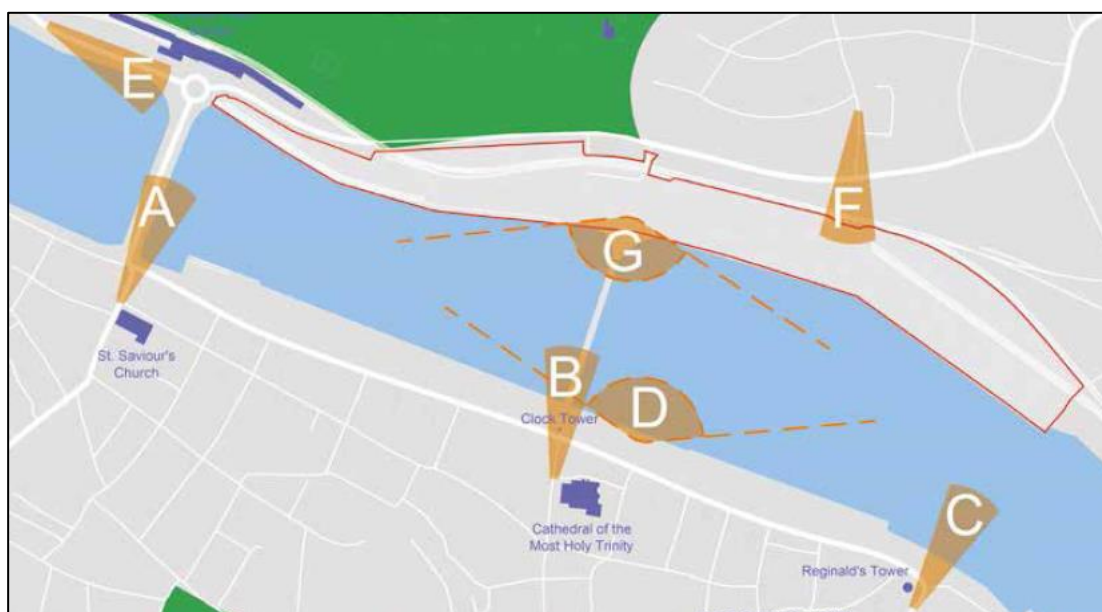 E
A
F
G
St. Saviour's
Church
B
D
Clock Tower
Cathedral of the
Most Holy Trinity
C
Reginald's Tower